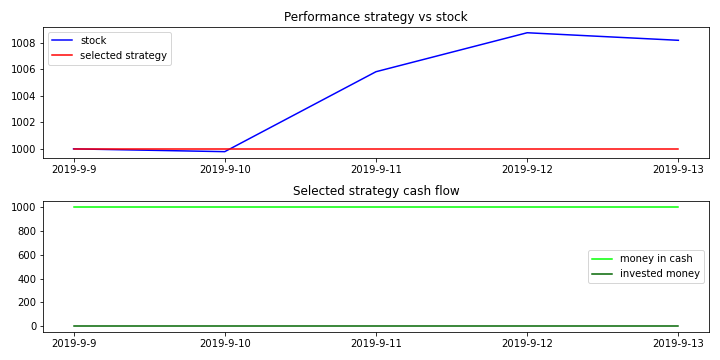 Performance strategy vs stock
stock
selected strategy
1008
1006
1004
1002
1000
2019-9-9 2019-9-10 2019-9-11 2019-9-12 2019-9-13
Selected strategy cash flow
1000
800
600
400
200
0
money in cash
invested money
2019-9-9 2019-9-10 2019-9-11 2019-9-12 2019-9-13